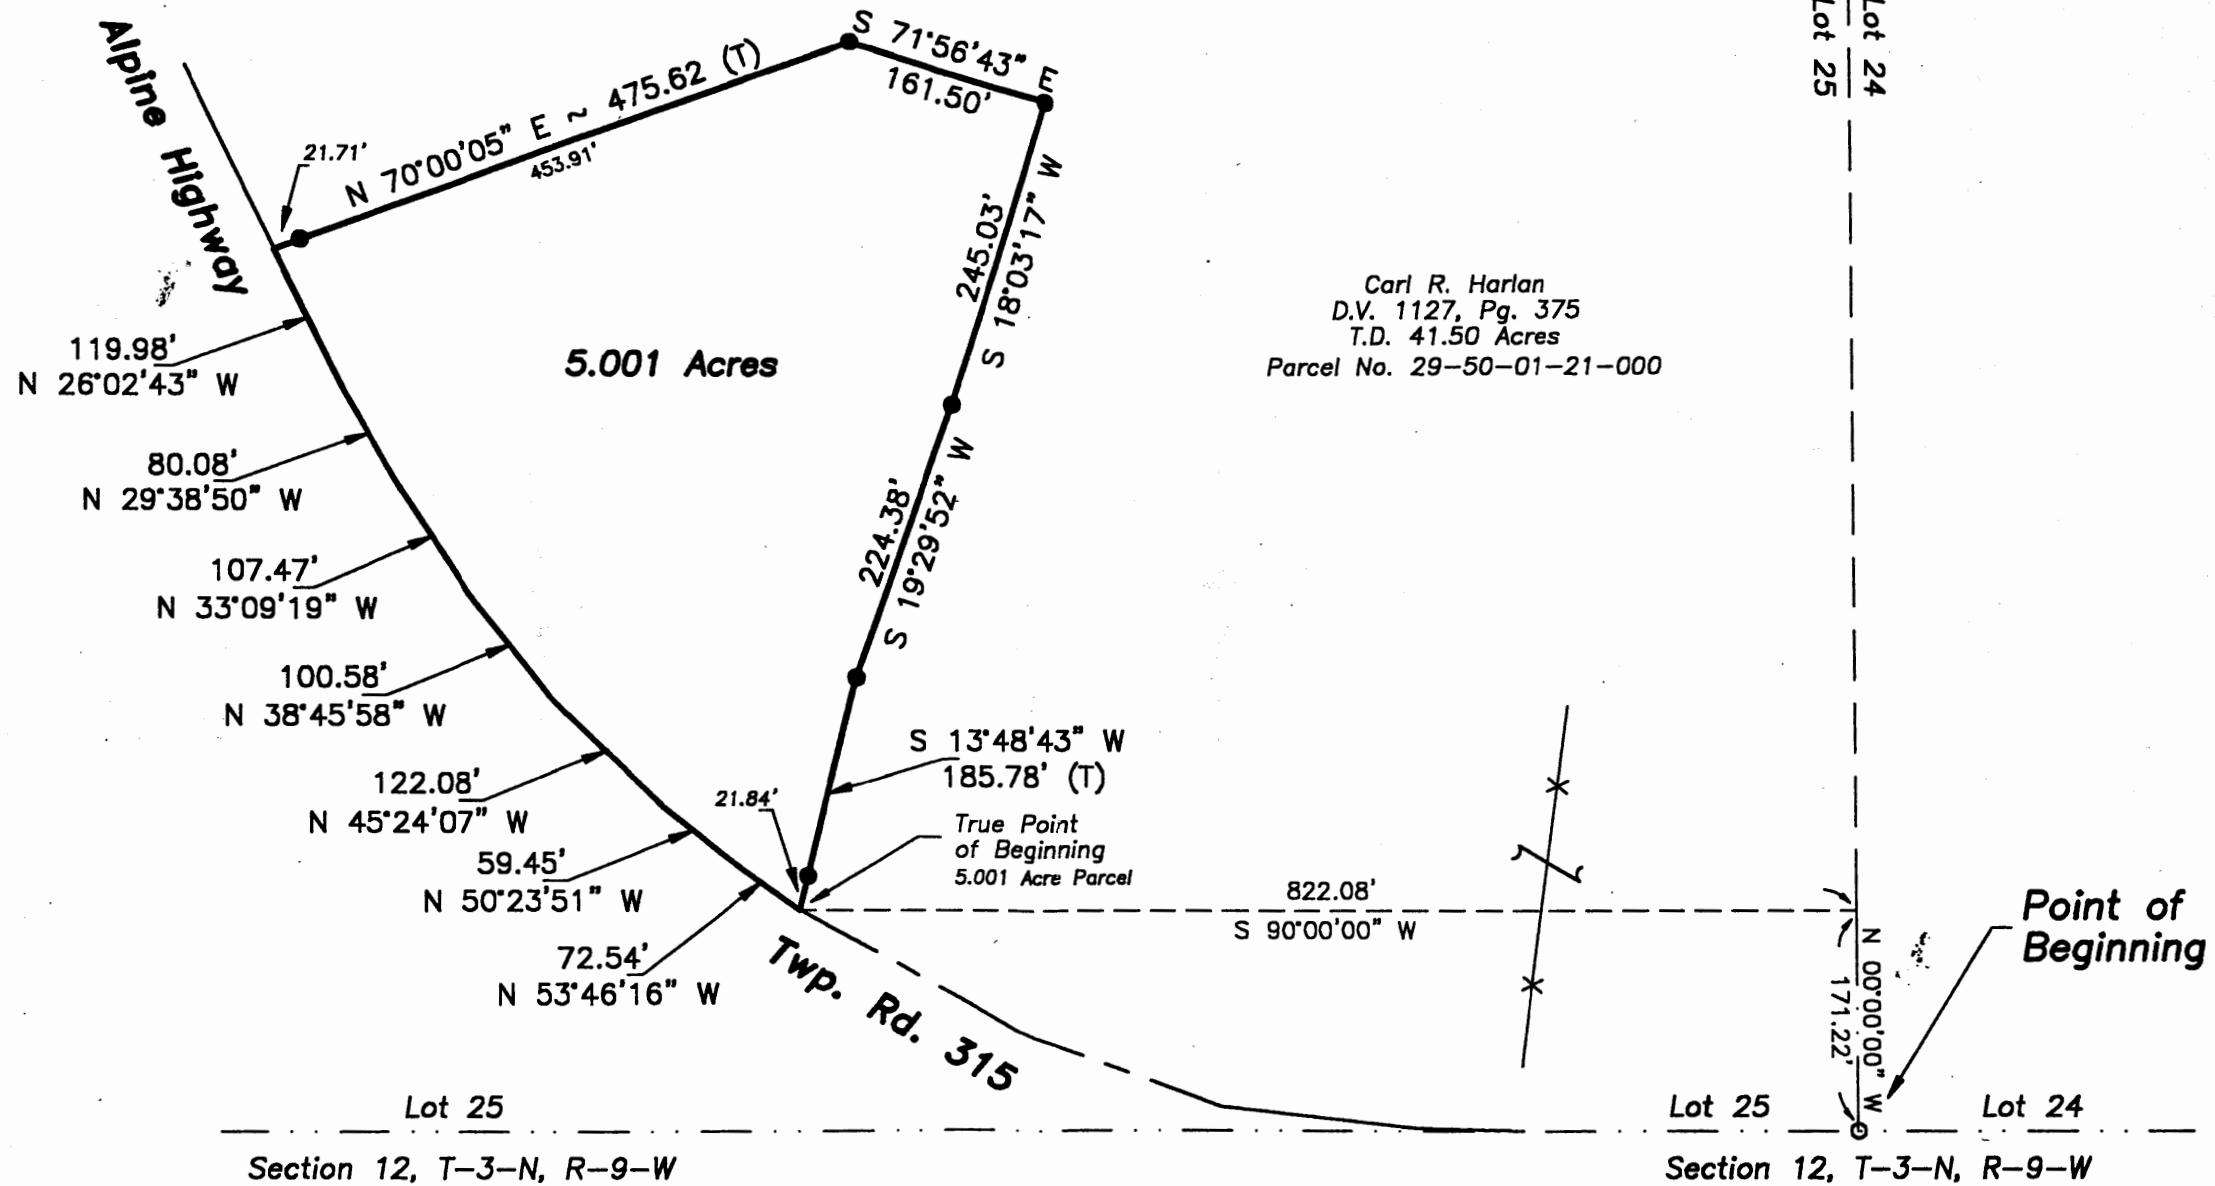 Alpine Highway
N 70°00'05" E ~ 475.62 (T)
453.91'
21.71'
S 71°56'43" E
161.50'
245.03'
S 18°03'17" W
224.38'
S 19°29'52" W
S 13°48'43" W
185.78' (T)
21.84'
True Point
of Beginning
5.001 Acre Parcel
5.001 Acres
119.98'
N 26°02'43" W
80.08'
N 29°38'50" W
107.47'
N 33°09'19" W
100.58'
N 38°45'58" W
122.08'
N 45°24'07" W
59.45'
N 50°23'51" W
72.54'
N 53°46'16" W
Twp. Rd. 315
Carl R. Harlan
D.V. 1127, Pg. 375
T.D. 41.50 Acres
Parcel No. 29-50-01-21-000
Lot 24
Lot 25
822.08'
S 90°00'00" W
N 00°00'00" W
171.22'
Point of
Beginning
Lot 25
Lot 25
Lot 24
Section 12, T-3-N, R-9-W
Section 12, T-3-N, R-9-W